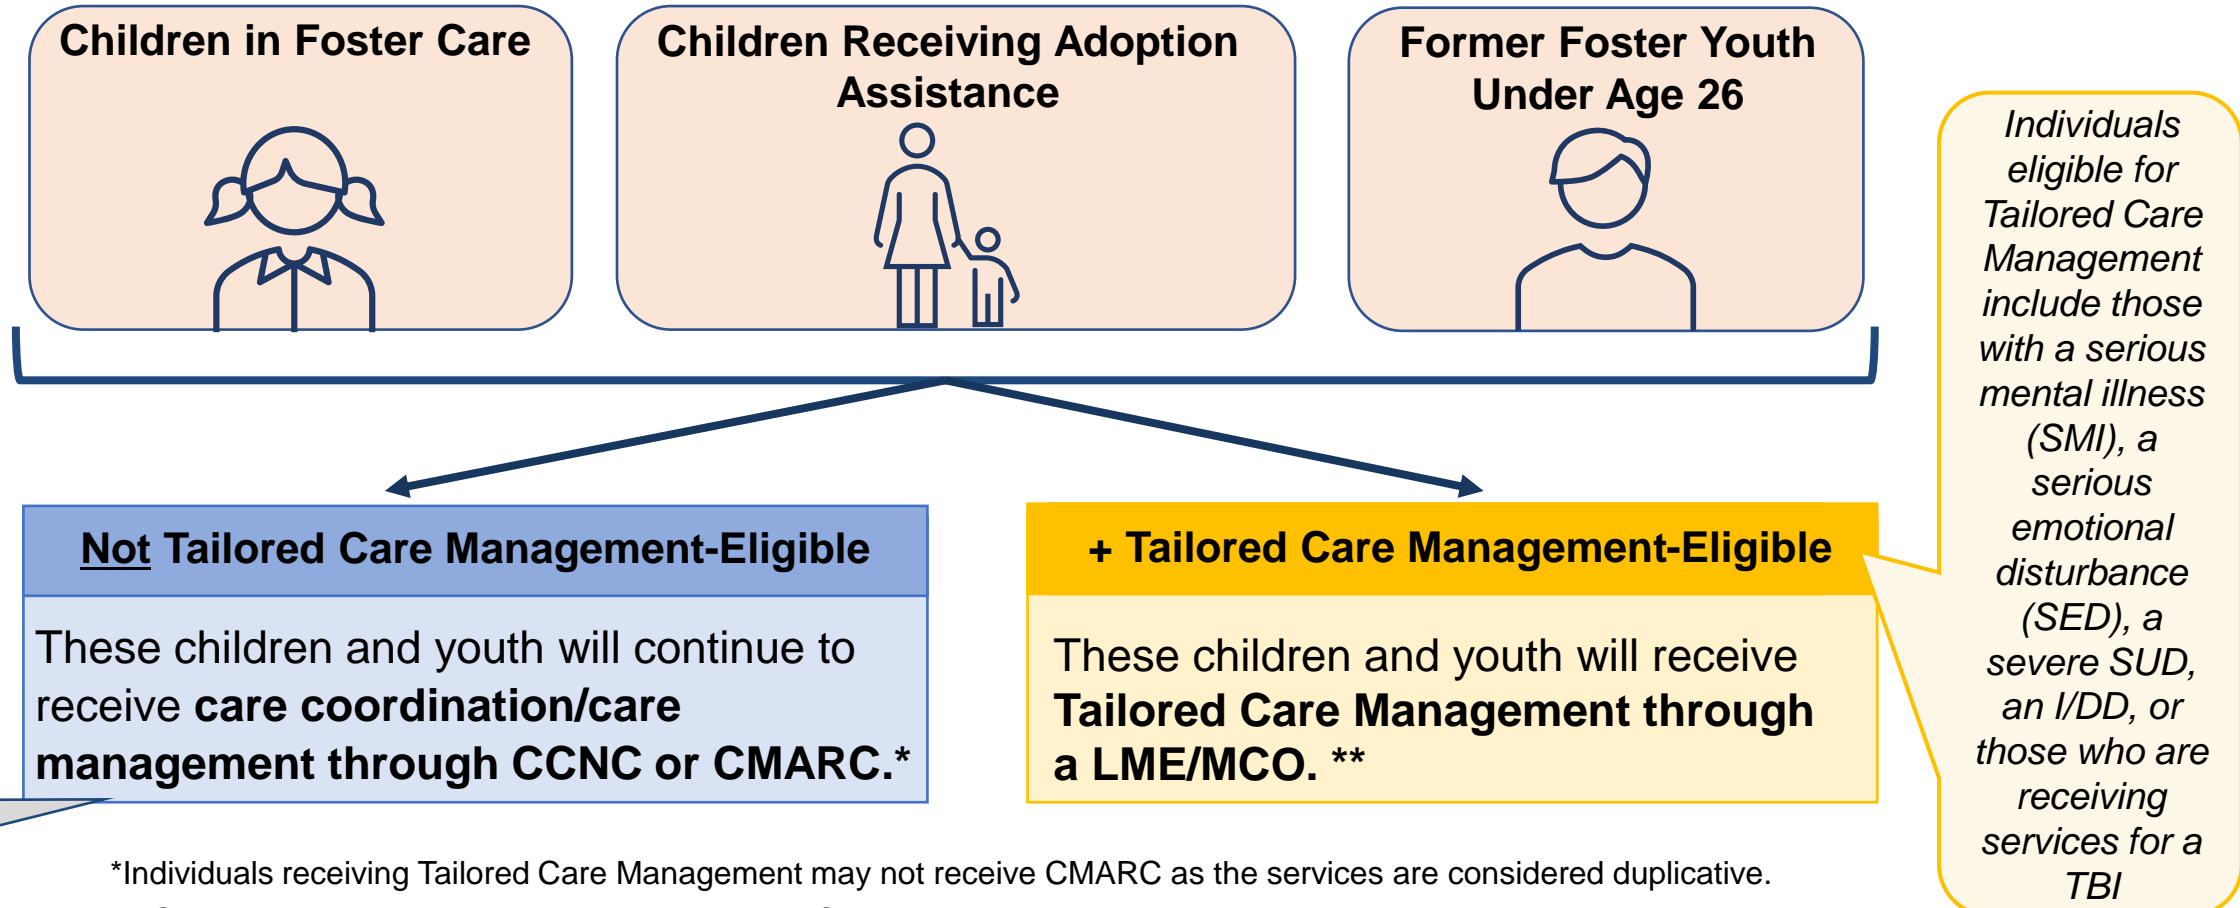 Children in Foster Care
Children Receiving Adoption
Assistance
Former Foster Youth
Under Age 26
Individuals
eligible for
Tailored Care
Management
include those
with a serious
mental illness
(SMI), a
serious
emotional
disturbance
(SED), a
severe SUD,
an I/DD, or
those who are
receiving
services for a
TBI
Not Tailored Care Management-Eligible
These children and youth will continue to
receive care coordination/care
management through CCNC or CMARC.*
+ Tailored Care Management-Eligible
These children and youth will receive
Tailored Care Management through
a LME/MCO. **
*Individuals receiving Tailored Care Management may not receive CMARC as the services are considered duplicative.